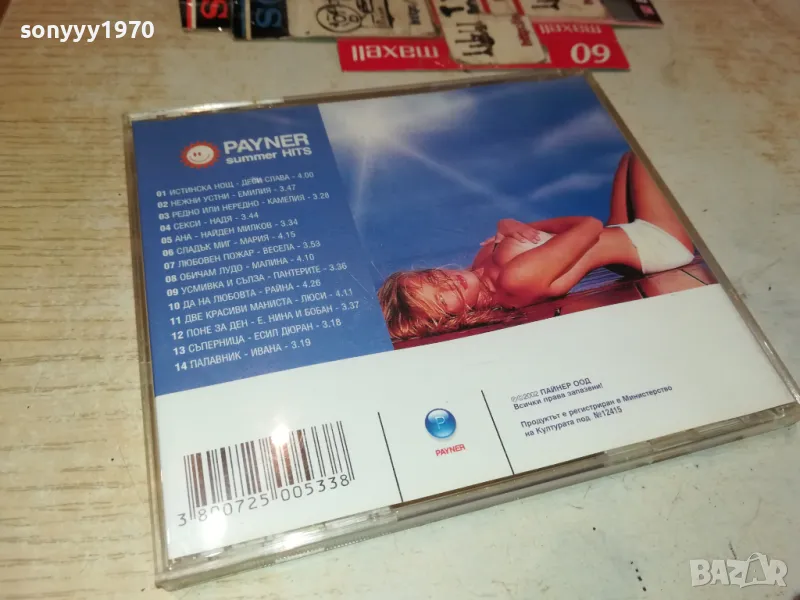 sonyyy1970
maxell
maxell
60
PAYNER
summer HITS
01 ИСТИНСКА НОЩ - ДЕСИ СЛАВА - 4.00
02 НЕЖНИ УСТНИ - ЕМИЛИЯ - 3.47
03 РЕДНО ИЛИ НЕРЕДНО - КАМЕЛИЯ - 3.28
04 СЕКСИ - НАДЯ - 3.44
05 АНА - НАЙДЕН МИЛКОВ - 3.34
06 СЛАДЪК МИГ - МАРИЯ - 4.15
07 ЛЮБОВЕН ПОЖАР - ВЕСЕЛА - 3.53
08 ОБИЧАМ ЛУДО - МАЛИНА - 4.10
09 УСМИВКА И СЪЛЗА - ПАНТЕРИТЕ - 3.36
10 ДА НА ЛЮБОВТА - РАЙНА - 4.26
11 ДВЕ КРАСИВИ МАНИСТА - ЛЮСИ - 4.11
12 ПОНЕ ЗА ДЕН - Е, НИНА И БОБАН - 3.37
13 СЪПЕРНИЦА - ЕСИЛ ДЮРАН - 3.18
14 ПАЛАВНИК - ИВАНА - 3.19
℗©2002 ПАЙНЕР ООД
Всички права запазени!
Продуктът е регистриран в Министерство
на Културата под №12415
P
PAYNER
3 800725 005338
BAZAR